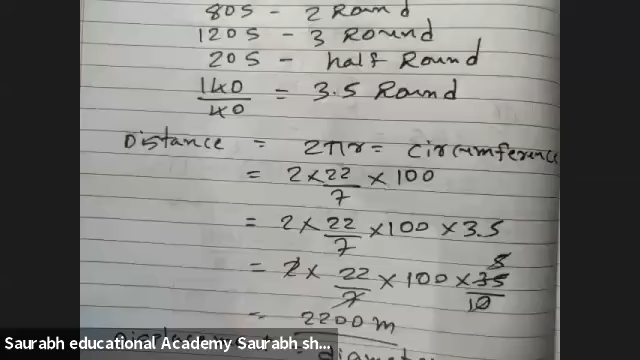 80S - 2 Round
120S - 3 Round
20S - half Round
140/40 = 3.5 Round
Distance = 2πr = circumference
= 2 × 22/7 × 100
= 2 × 22/7 × 100 × 3.5
= 2 × 22/7 × 100 × 35/10 5
= 2200 m
diamete
Saurabh educational Academy Saurabh sh...